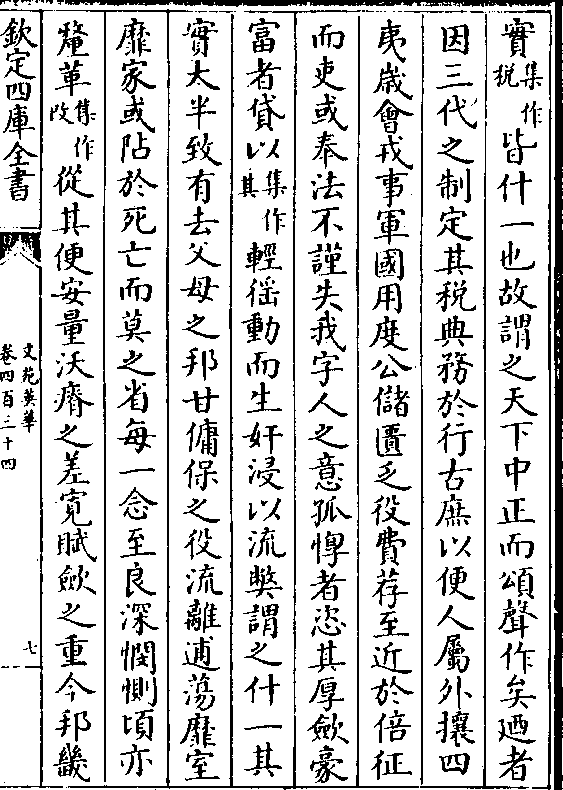 實集作稅皆什一也故謂之天下中正而頌聲作矣廼者
因三代之制定其税典務於行古庶以便人屬外攘四
夷嵗會戎事軍國用度公儲匱乏役費荐至近於倍征
而吏或奉法不謹失我字人之意孤惸者恣其厚斂豪
富者貸以集作其輕徭動而生奸浸以流弊謂之什一其
實太半致有去父母之邦甘傭保之役流離逋蕩靡室
靡家或阽於死亡而莫之省每一念至良深憫惻頃亦
釐革集作改從其便安量沃瘠之差寛賦斂之重今邦畿
欽定四庫全書
文苑英華
卷四百三十四
七